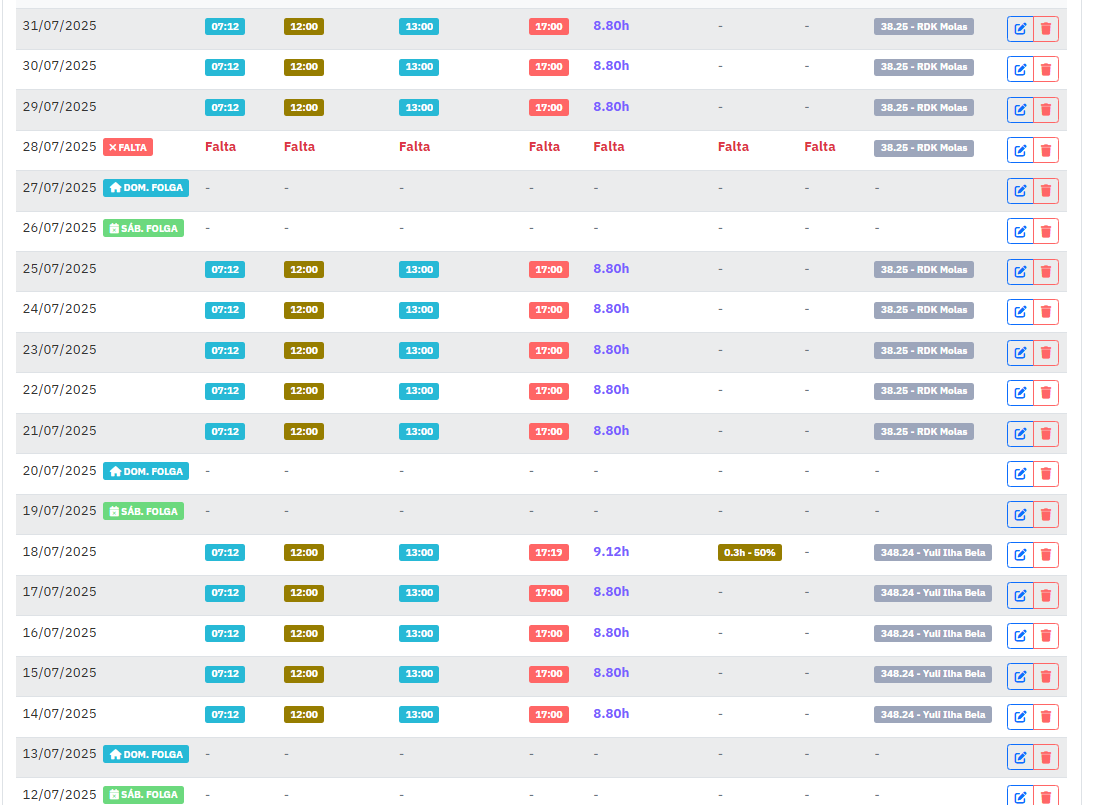 31/07/2025 07:12 12:00 13:00 17:00 8.80h - - 38.25 - RDK Molas
30/07/2025 07:12 12:00 13:00 17:00 8.80h - - 38.25 - RDK Molas
29/07/2025 07:12 12:00 13:00 17:00 8.80h - - 38.25 - RDK Molas
28/07/2025 FALTA Falta Falta Falta Falta Falta Falta Falta 38.25 - RDK Molas
27/07/2025 DOM. FOLGA - - - - - - - -
26/07/2025 SÁB. FOLGA - - - - - - - -
25/07/2025 07:12 12:00 13:00 17:00 8.80h - - 38.25 - RDK Molas
24/07/2025 07:12 12:00 13:00 17:00 8.80h - - 38.25 - RDK Molas
23/07/2025 07:12 12:00 13:00 17:00 8.80h - - 38.25 - RDK Molas
22/07/2025 07:12 12:00 13:00 17:00 8.80h - - 38.25 - RDK Molas
21/07/2025 07:12 12:00 13:00 17:00 8.80h - - 38.25 - RDK Molas
20/07/2025 DOM. FOLGA - - - - - - - -
19/07/2025 SÁB. FOLGA - - - - - - - -
18/07/2025 07:12 12:00 13:00 17:19 9.12h 0.3h - 50% - 348.24 - Yuli Ilha Bela
17/07/2025 07:12 12:00 13:00 17:00 8.80h - - 348.24 - Yuli Ilha Bela
16/07/2025 07:12 12:00 13:00 17:00 8.80h - - 348.24 - Yuli Ilha Bela
15/07/2025 07:12 12:00 13:00 17:00 8.80h - - 348.24 - Yuli Ilha Bela
14/07/2025 07:12 12:00 13:00 17:00 8.80h - - 348.24 - Yuli Ilha Bela
13/07/2025 DOM. FOLGA - - - - - - - -
12/07/2025 SÁB. FOLGA - - - - - - - -